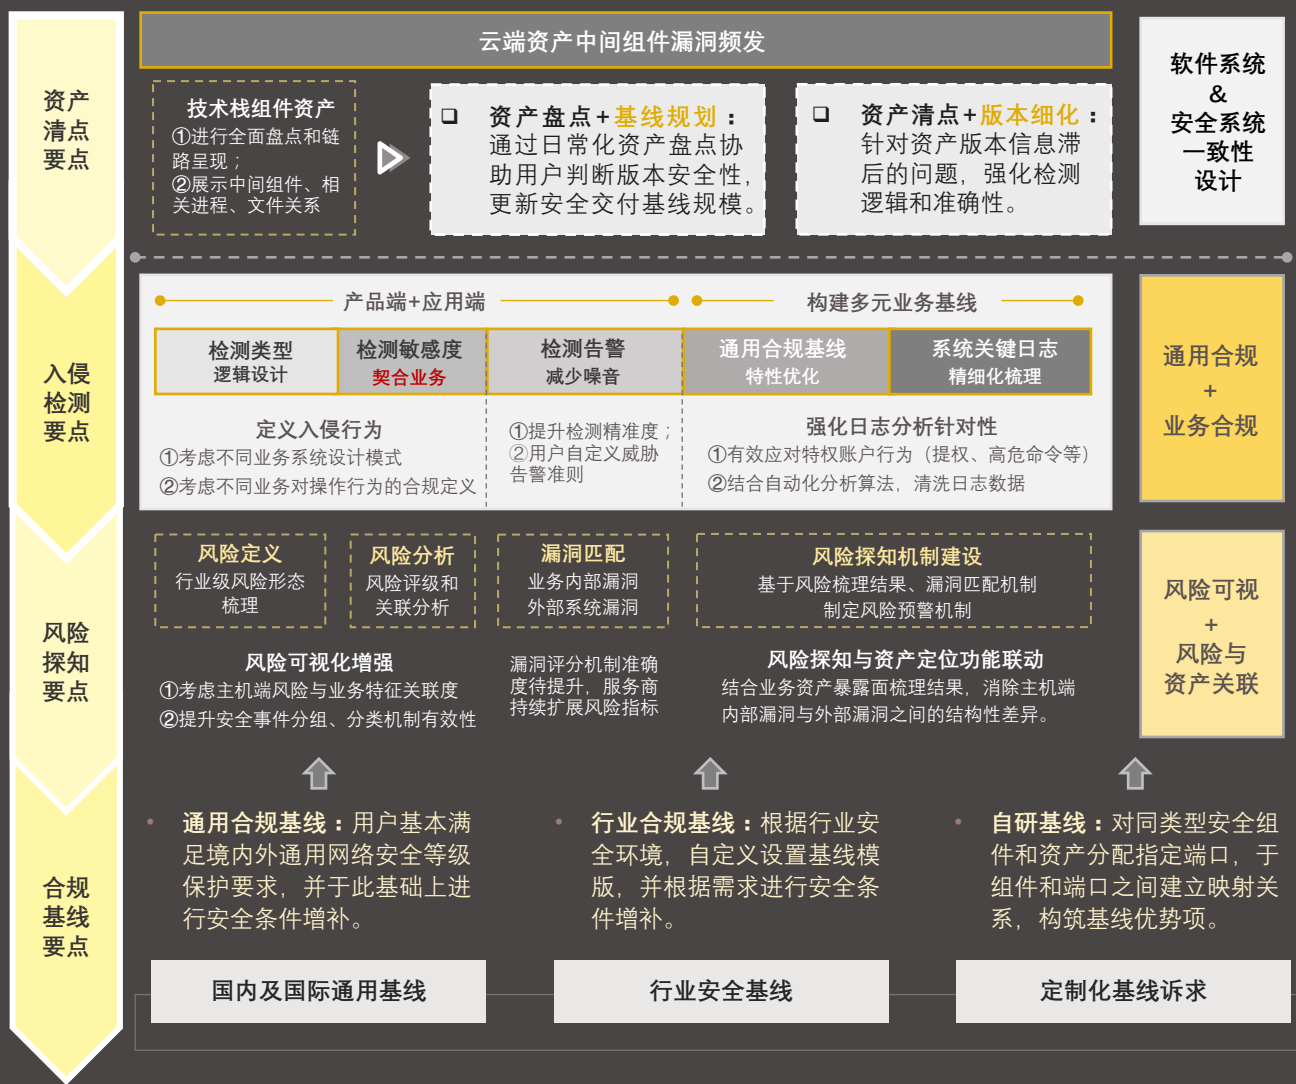 云端资产中间组件漏洞频发
资产
清点
要点
技术栈组件资产
①进行全面盘点和链
路呈现；
②展示中间组件、相
关进程、文件关系
资产盘点+基线规划：
通过日常化资产盘点协
助用户判断版本安全性，
更新安全交付基线规模。
资产清点+版本细化：
针对资产版本信息滞
后的问题，强化检测
逻辑和准确性。
软件系统
&
安全系统
一致性
设计
入侵
检测
要点
产品端+应用端
构建多元业务基线
检测类型
逻辑设计
检测敏感度
契合业务
检测告警
减少噪音
通用合规基线
特性优化
系统关键日志
精细化梳理
定义入侵行为
①考虑不同业务系统设计模式
②考虑不同业务对操作行为的合规定义
①提升检测精准度；
②用户自定义威胁
告警准则
强化日志分析针对性
①有效应对特权账户行为（提权、高危命令等）
②结合自动化分析算法，清洗日志数据
通用合规
+
业务合规
风险
探知
要点
风险定义
行业级风险形态
梳理
风险分析
风险评级和
关联分析
漏洞匹配
业务内部漏洞
外部系统漏洞
风险探知机制建设
基于风险梳理结果、漏洞匹配机制
制定风险预警机制
风险可视化增强
①考虑主机端风险与业务特征关联度
②提升安全事件分组、分类机制有效性
漏洞评分机制准确
度待提升，服务商
持续扩展风险指标
风险探知与资产定位功能联动
结合业务资产暴露面梳理结果，消除主机端
内部漏洞与外部漏洞之间的结构性差异。
风险可视
+
风险与
资产关联
合规
基线
要点
通用合规基线：用户基本满
足境内外通用网络安全等级
保护要求，并于此基础上进
行安全条件增补。
行业合规基线：根据行业安
全环境，自定义设置基线模
版，并根据需求进行安全条
件增补。
自研基线：对同类型安全组
件和资产分配指定端口，于
组件和端口之间建立映射关
系，构筑基线优势项。
国内及国际通用基线
行业安全基线
定制化基线诉求